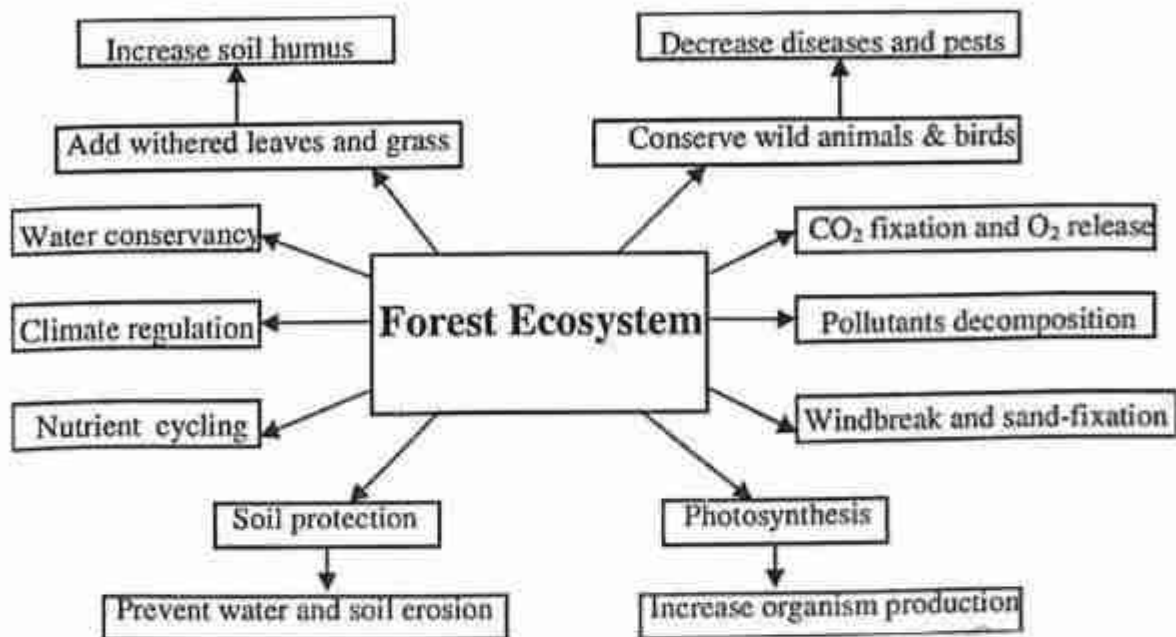 Increase soil humus
Decrease diseases and pests
Add withered leaves and grass
Conserve wild animals & birds
Water conservancy
CO₂ fixation and O₂ release
Climate regulation
Forest Ecosystem
Pollutants decomposition
Nutrient cycling
Windbreak and sand-fixation
Soil protection
Photosynthesis
Prevent water and soil erosion
Increase organism production